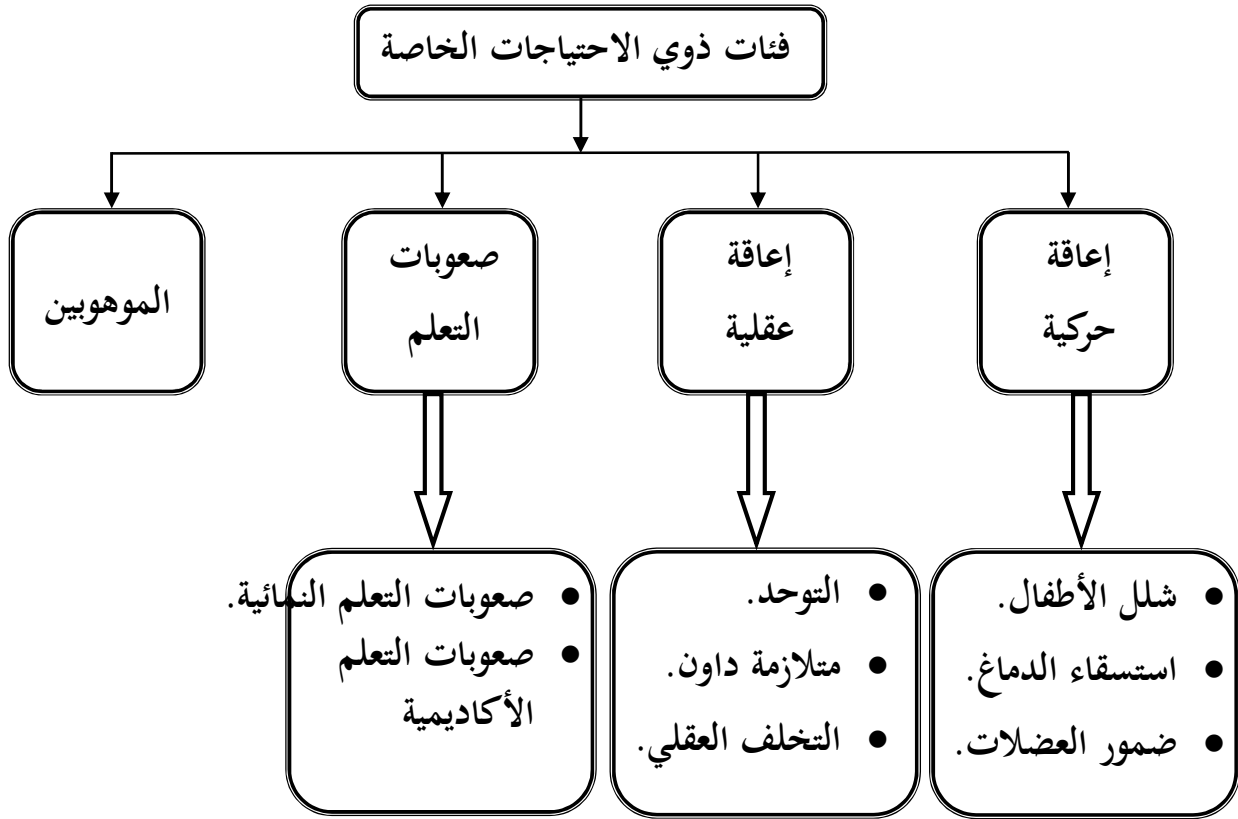 فئات ذوي الاحتياجات الخاصة
إعاقة
حركية
إعاقة
عقلية
صعوبات
التعلم
الموهوبين
● شلل الأطفال.
● استسقاء الدماغ.
● ضمور العضلات.
● التوحد.
● متلازمة داون.
● التخلف العقلي.
● صعوبات التعلم النمائية.
● صعوبات التعلم
الأكاديمية